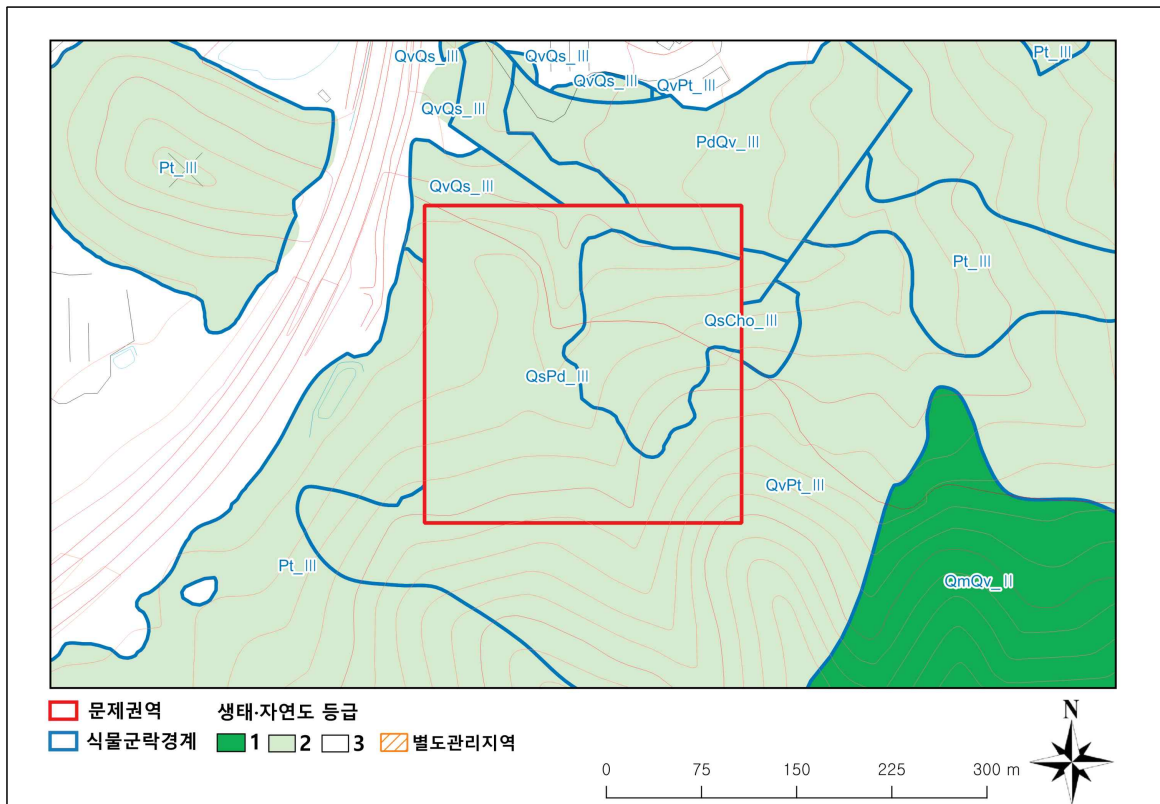 QvQs_III
QvQs_III
Pt_III
QvQs_III
QvPt_III
QvQs_III
PdQv_III
Pt_III
QvQs_III
Pt_III
QsCho_III
QsPd_III
QvPt_III
Pt_III
QmQv_II
문제권역
생태·자연도 등급
식물군락경계
1
2
3
별도관리지역
N
0
75
150
225
300 m